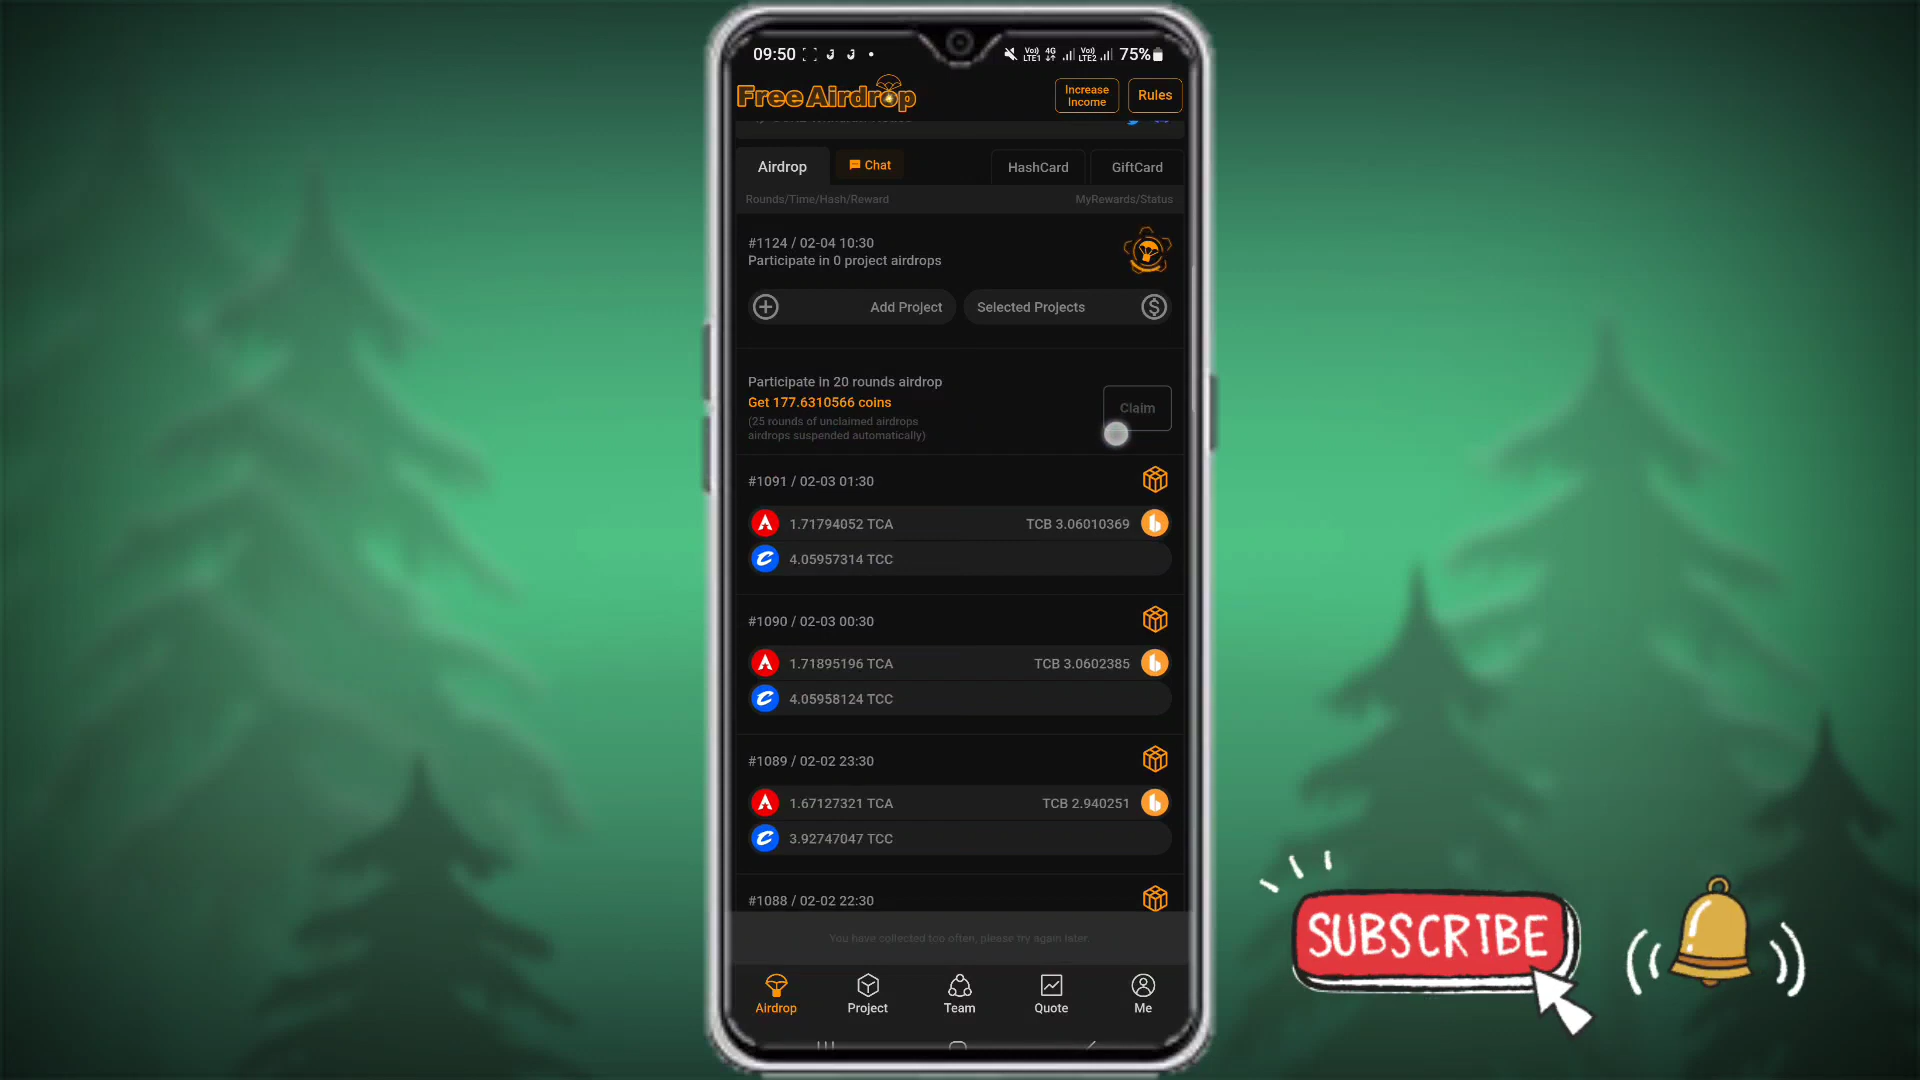 09:50
Vo) LTE1 4G Vo) LTE2 75%
Free Airdrop
Increase Income
Rules
Airdrop
Chat
HashCard
GiftCard
Rounds/Time/Hash/Reward
MyRewards/Status
#1124 / 02-04 10:30
Participate in 0 project airdrops
Add Project
Selected Projects
Participate in 20 rounds airdrop
Get 177.6310566 coins
(25 rounds of unclaimed airdrops
airdrops suspended automatically)
Claim
#1091 / 02-03 01:30
1.71794052 TCA
TCB 3.06010369
4.05957314 TCC
#1090 / 02-03 00:30
1.71895196 TCA
TCB 3.0602385
4.05958124 TCC
#1089 / 02-02 23:30
1.67127321 TCA
TCB 2.940251
3.92747047 TCC
#1088 / 02-02 22:30
You have collected too often, please try again later.
Airdrop
Project
Team
Quote
Me
SUBSCRIBE